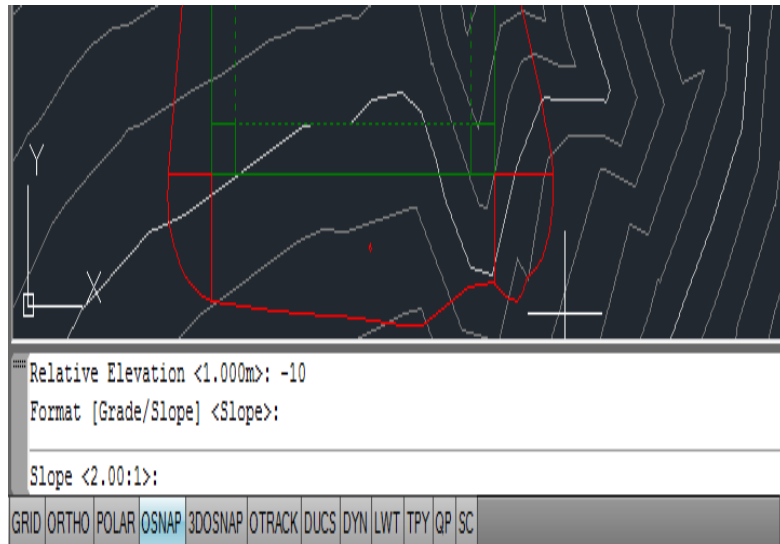 Y
X
Relative Elevation <1.000m>: -10
Format [Grade/Slope] <Slope>:
Slope <2.00:1>:
GRID ORTHO POLAR OSNAP 3DOSNAP OTRACK DUCS DYN LWT TPY QP SC